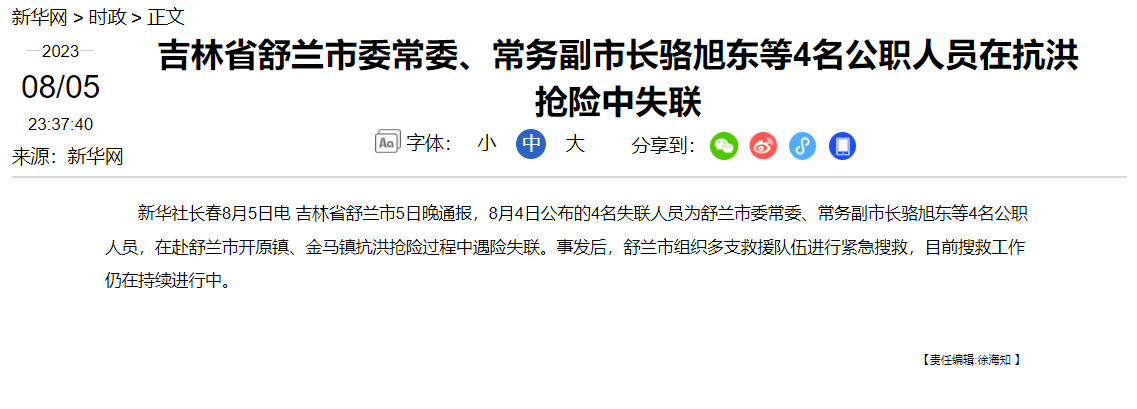 新华网 > 时政 > 正文
2023
08/05
23:37:40
来源：新华网
吉林省舒兰市委常委、常务副市长骆旭东等4名公职人员在抗洪
抢险中失联
Aa 字体： 小 中 大 分享到：
新华社长春8月5日电 吉林省舒兰市5日晚通报，8月4日公布的4名失联人员为舒兰市委常委、常务副市长骆旭东等4名公职
人员，在赴舒兰市开原镇、金马镇抗洪抢险过程中遇险失联。事发后，舒兰市组织多支救援队伍进行紧急搜救，目前搜救工作
仍在持续进行中。
【责任编辑:徐海知 】